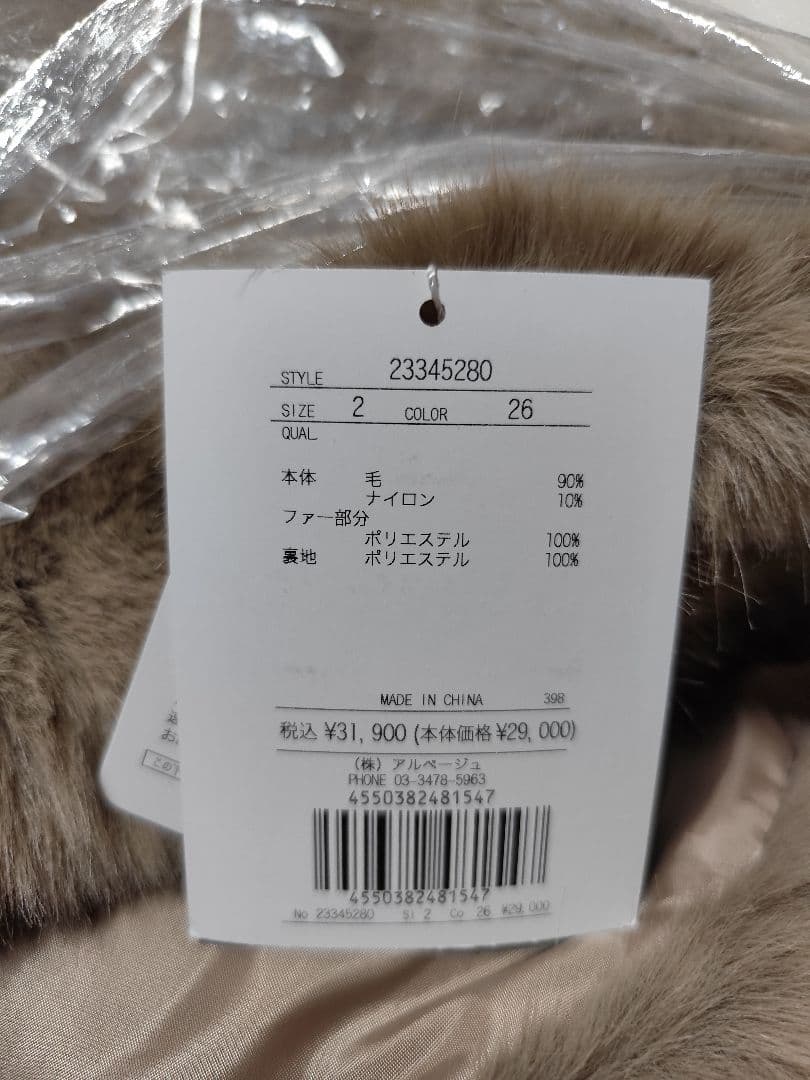 STYLE 23345280
SIZE 2 COLOR 26
QUAL
本体 毛 90%
ナイロン 10%
ファー部分
ポリエステル 100%
裏地 ポリエステル 100%
MADE IN CHINA 398
税込 ¥31,900 (本体価格 ¥29,000)
(株) アルページュ
PHONE 03-3478-5963
4550382481547
4550382481547
No 23345280 Si 2 Co 26 ¥29,000
お
この